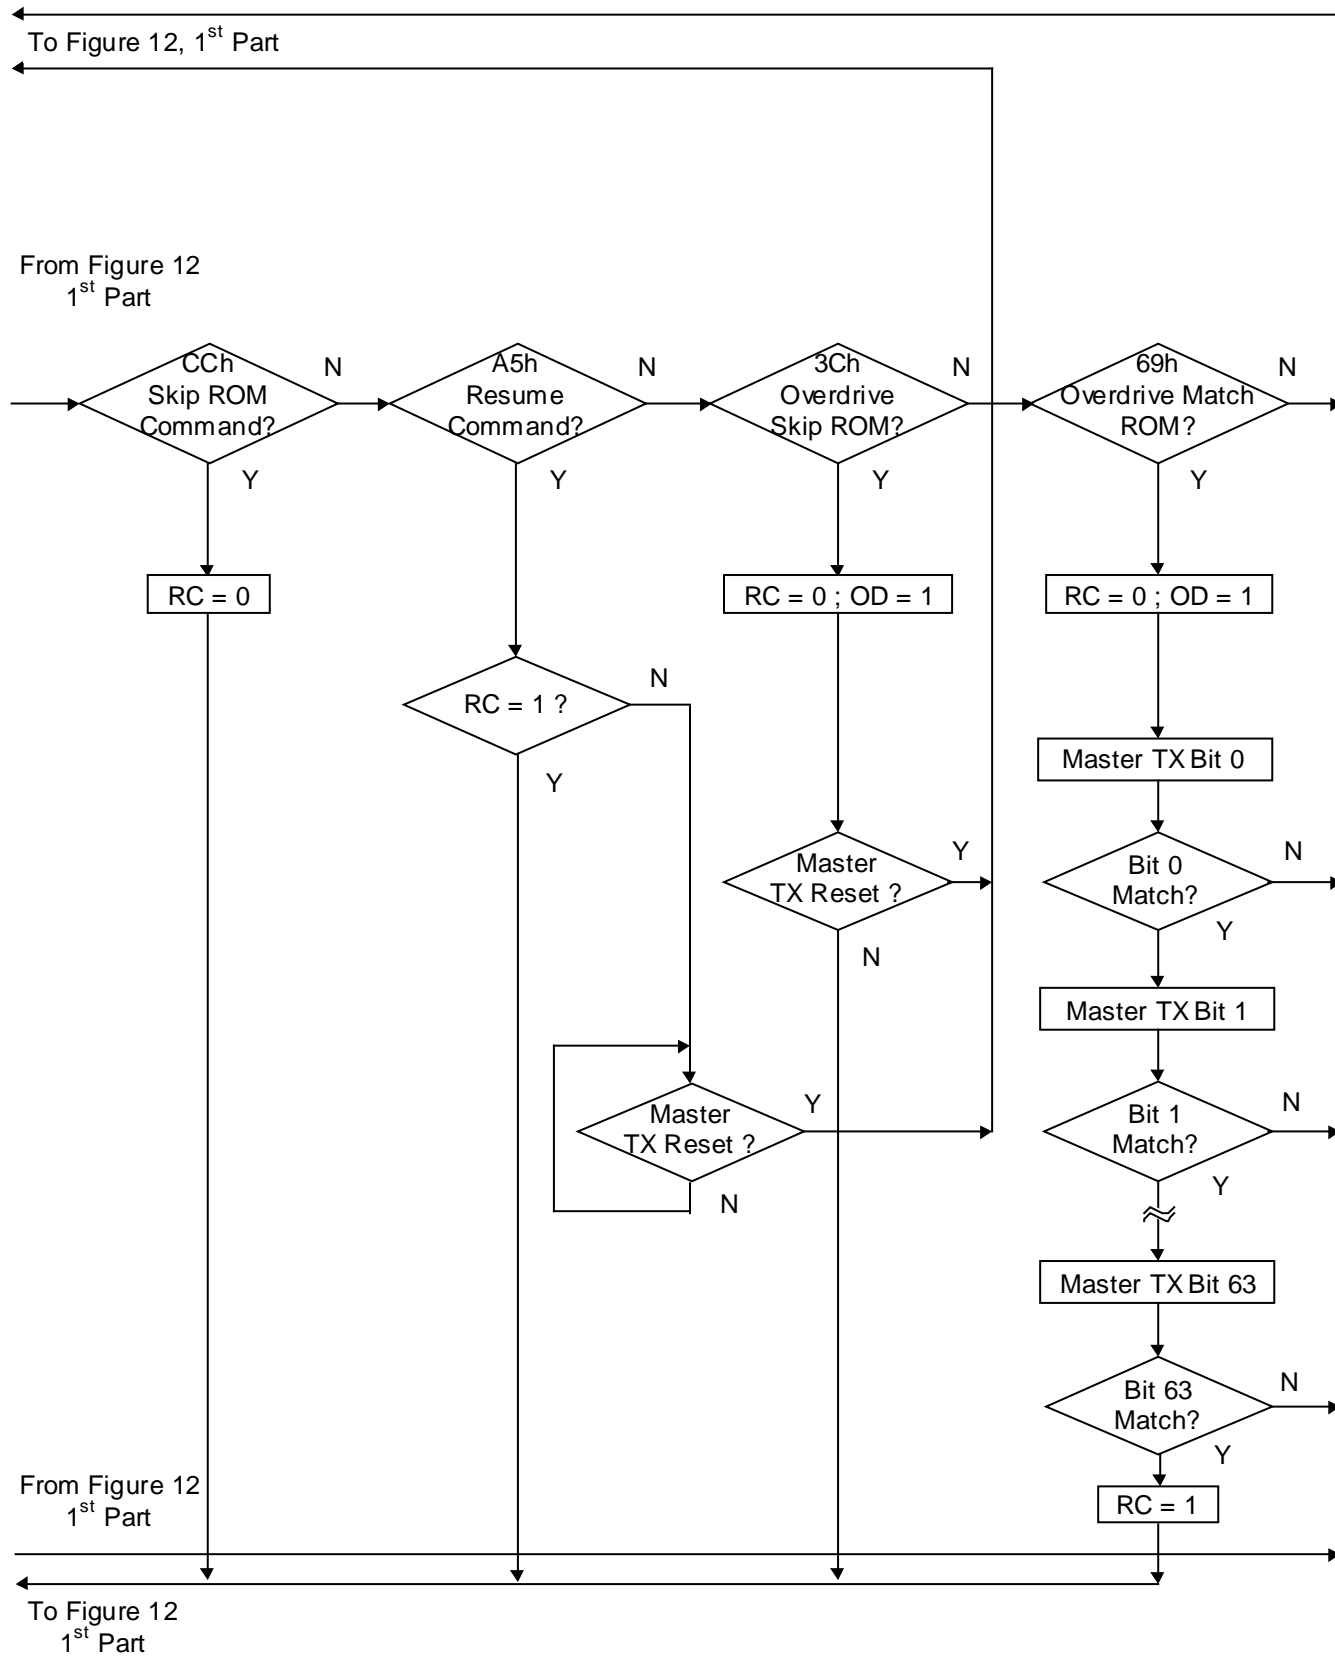 To Figure 12, 1st Part
From Figure 12
1st Part
CCh
Skip ROM
Command?
N
Y
A5h
Resume
Command?
N
Y
3Ch
Overdrive
Skip ROM?
N
Y
69h
Overdrive Match
ROM?
N
Y
RC = 0
RC = 0 ; OD = 1
RC = 0 ; OD = 1
RC = 1 ?
N
Y
Master TX Bit 0
Master
TX Reset ?
Y
N
Bit 0
Match?
N
Y
Master TX Bit 1
Master
TX Reset ?
Y
N
Bit 1
Match?
N
Y
Master TX Bit 63
Bit 63
Match?
N
Y
RC = 1
From Figure 12
1st Part
To Figure 12
1st Part